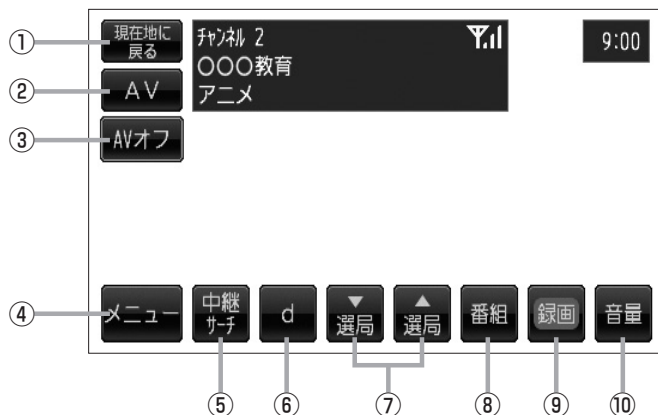 ①
現在地に
戻る
チャンネル 2
○○○教育
アニメ
9:00
②
AV
③
AVオフ
④
メニュー
中継
サーチ
d
▼
選局
▲
選局
番組
録画
音量
⑤
⑥
⑦
⑧
⑨
⑩